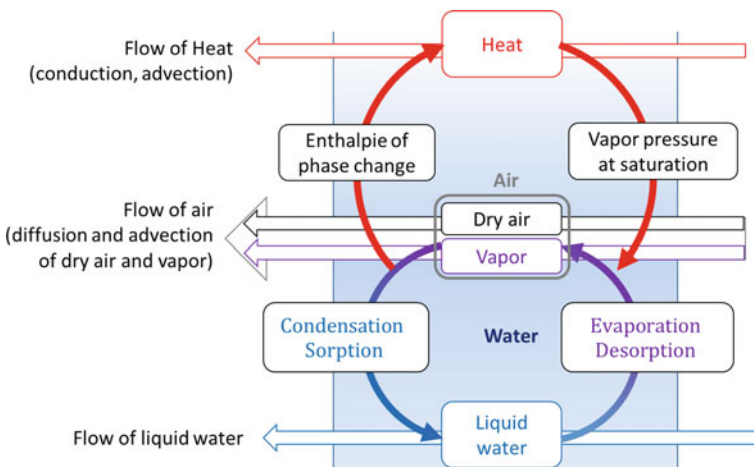 Flow of Heat
(conduction, advection)
Heat
Enthalpie of
phase change
Vapor pressure
at saturation
Air
Flow of air
(diffusion and advection
of dry air and vapor)
Dry air
Vapor
Condensation
Sorption
Water
Evaporation
Desorption
Flow of liquid water
Liquid
water